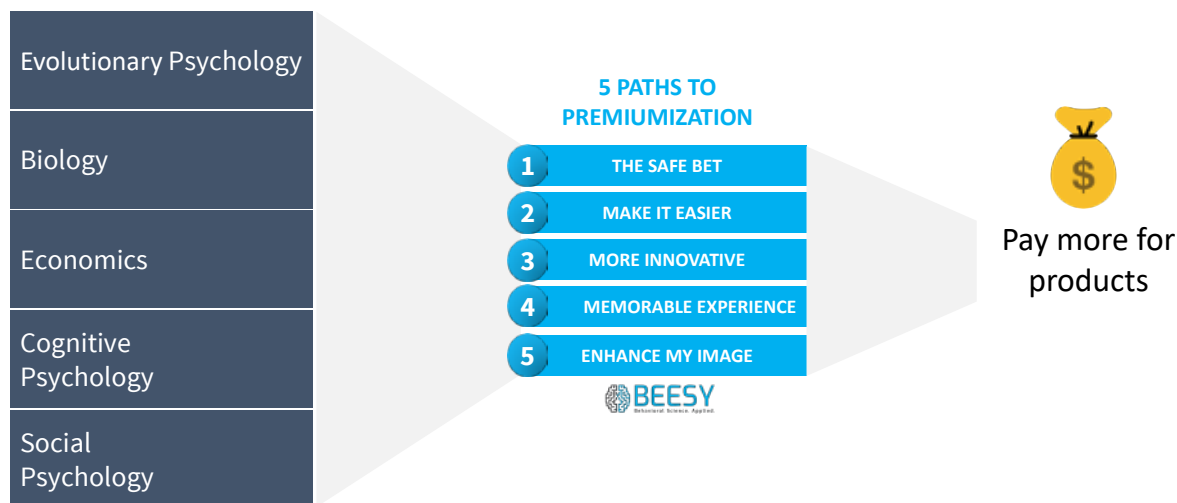 Evolutionary Psychology
Biology
Economics
Cognitive
Psychology
Social
Psychology
5 PATHS TO
PREMIUMIZATION
1 THE SAFE BET
2 MAKE IT EASIER
3 MORE INNOVATIVE
4 MEMORABLE EXPERIENCE
5 ENHANCE MY IMAGE
BEESY
Behavioral. Science. Applied.
$
Pay more for
products